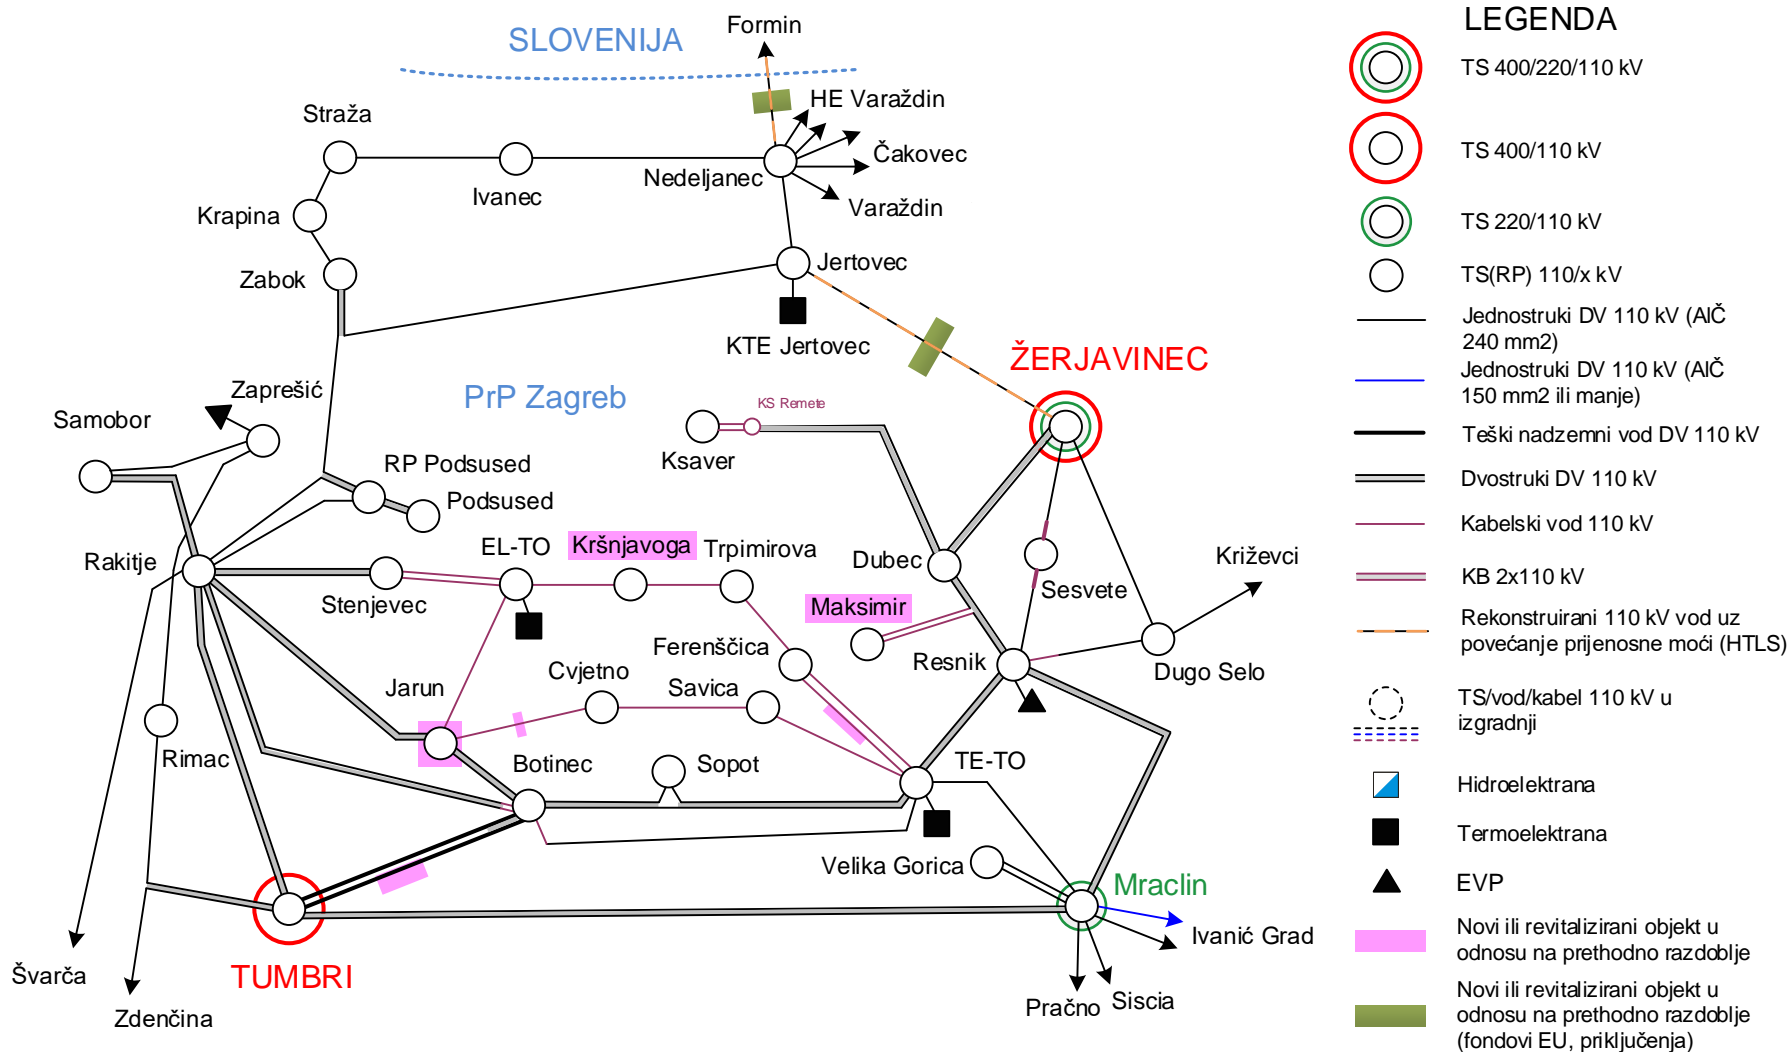 SLOVENIJA
Formin
HE Varaždin
Straža
Čakovec
Nedeljanec
Ivanec
Varaždin
Krapina
Zabok
Jertovec
KTE Jertovec
ŽERJAVINEC
Zaprešić
PrP Zagreb
KS Remete
Samobor
RP Podsused
Ksaver
Podsused
EL-TO
Kršnjavoga
Trpimirova
Dubec
Križevci
Rakitje
Stenjevec
Sesvete
Maksimir
Ferenščica
Resnik
Dugo Selo
Cvjetno
Savica
Jarun
Rimac
Botinec
Sopot
TE-TO
Velika Gorica
Mraclin
Ivanić Grad
Švarča
TUMBRI
Pračno
Siscia
Zdenčina
LEGENDA
TS 400/220/110 kV
TS 400/110 kV
TS 220/110 kV
TS(RP) 110/x kV
Jednostruki DV 110 kV (AlČ
240 mm2)
Jednostruki DV 110 kV (AlČ
150 mm2 ili manje)
Teški nadzemni vod DV 110 kV
Dvostruki DV 110 kV
Kabelski vod 110 kV
KB 2x110 kV
Rekonstruirani 110 kV vod uz
povećanje prijenosne moći (HTLS)
TS/vod/kabel 110 kV u
izgradnji
Hidroelektrana
Termoelektrana
EVP
Novi ili revitalizirani objekt u
odnosu na prethodno razdoblje
Novi ili revitalizirani objekt u
odnosu na prethodno razdoblje
(fondovi EU, priključenja)